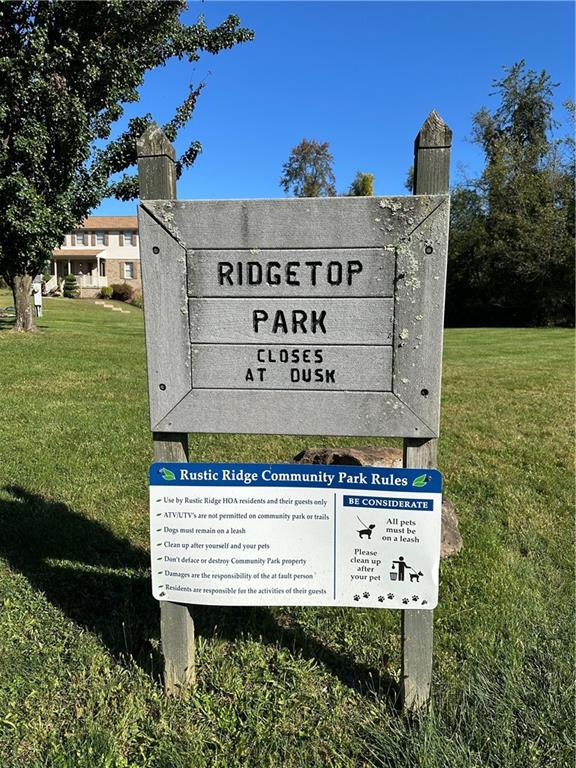 RIDGETOP
PARK
CLOSES
AT DUSK
Rustic Ridge Community Park Rules
Use by Rustic Ridge HOA residents and their guests only
ATV/UTV's are not permitted on community park or trails
Dogs must remain on a leash
Clean up after yourself and your pets
Don't deface or destroy Community Park property
Damages are the responsibility of the at fault person
Residents are responsible for the activities of their guests
BE CONSIDERATE
All pets
must be
on a leash
Please
clean up
after
your pet